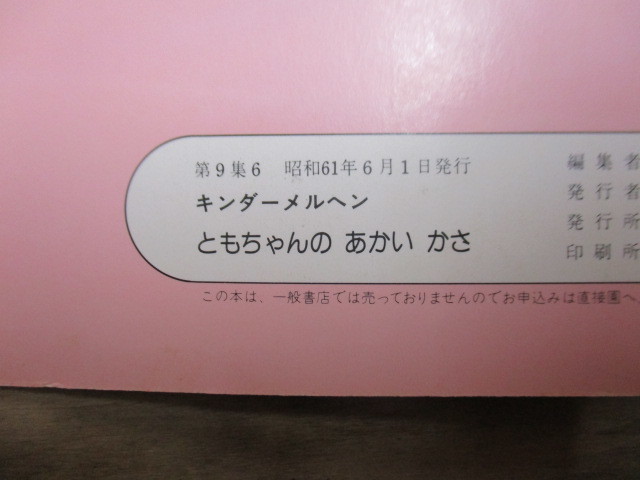 第9集6 昭和61年6月1日発行
キンダーメルヘン
ともちゃんの あかい かさ
編集者
発行者
発行所
印刷所
この本は、一般書店では売っておりませんのでお申込みは直接園へ